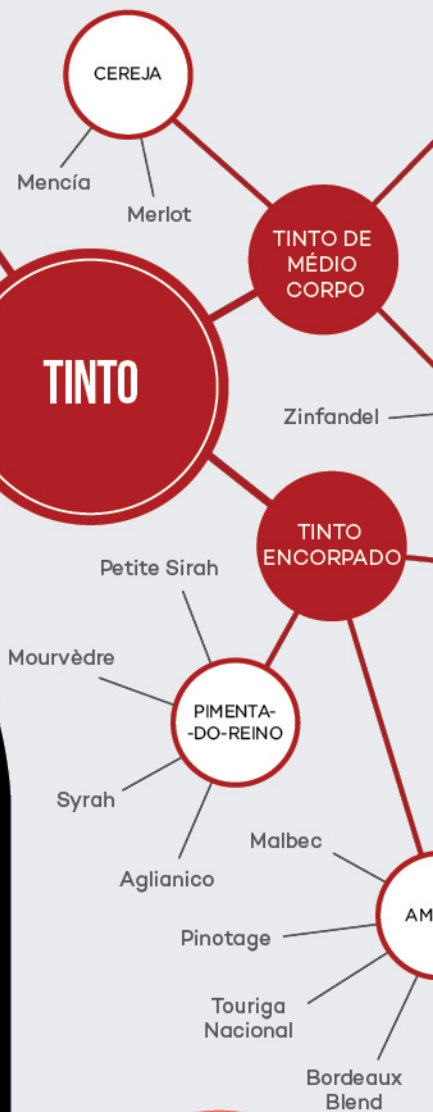 CEREJA
Mencía
Merlot
TINTO DE
MÉDIO
CORPO
TINTO
Zinfandel
TINTO
ENCORPADO
Petite Sirah
Mourvèdre
PIMENTA-
-DO-REINO
Syrah
Aglianico
Malbec
AM
Pinotage
Touriga
Nacional
Bordeaux
Blend